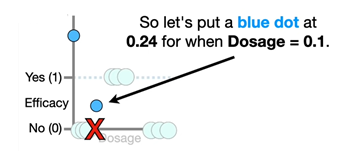 So let's put a blue dot at
0.24 for when Dosage = 0.1.
Yes (1)
Efficacy
No (0)
Dosage